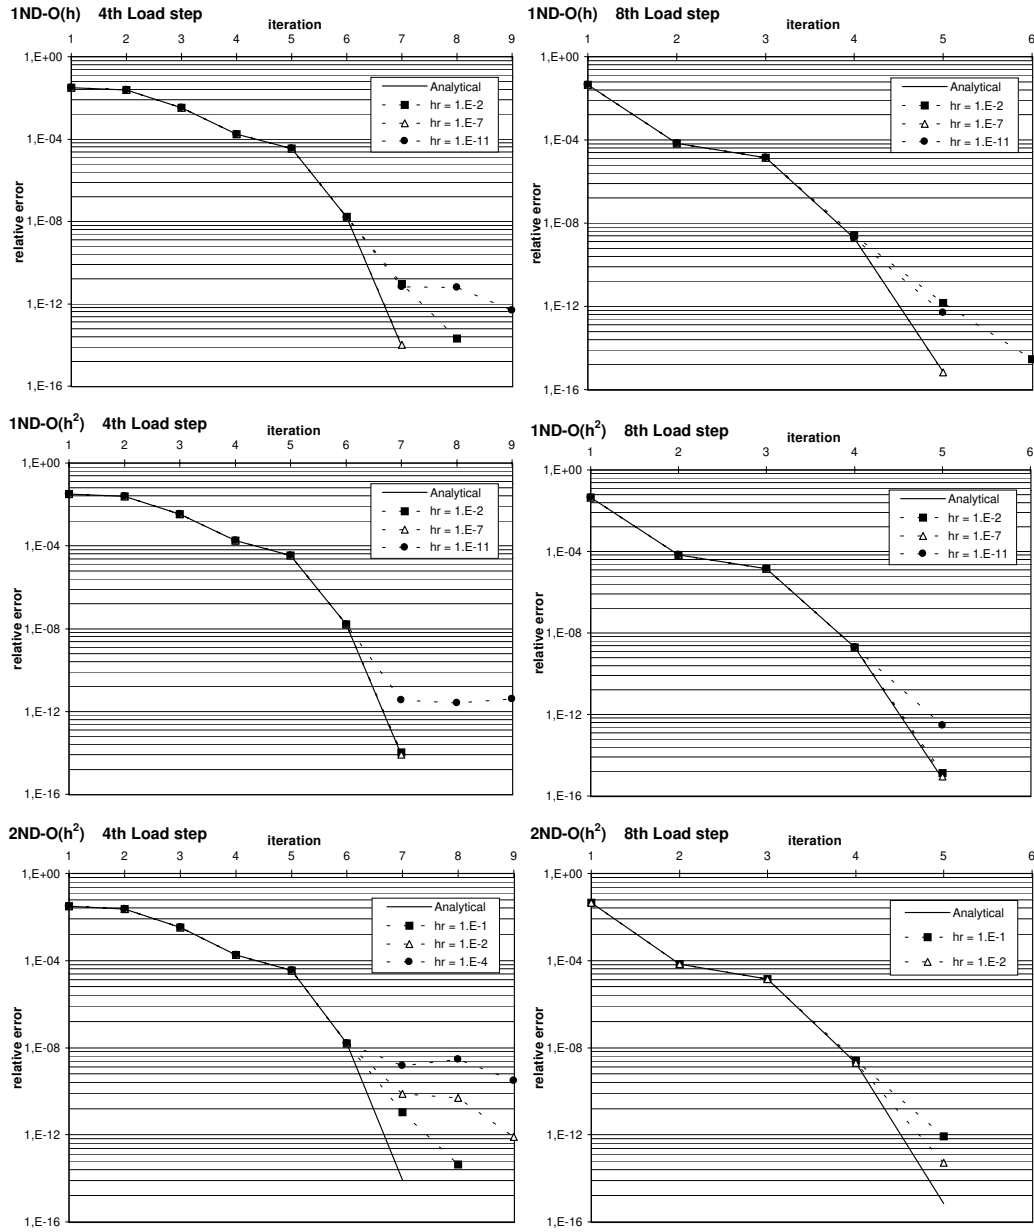 1ND-O(h) 4th Load step
iteration
1 2 3 4 5 6 7 8 9
1,E+00
1,E-04
1,E-08
1,E-12
1,E-16
relative error
Analytical
hr = 1.E-2
hr = 1.E-7
hr = 1.E-11
1ND-O(h) 8th Load step
iteration
1 2 3 4 5 6
1,E+00
1,E-04
1,E-08
1,E-12
1,E-16
relative error
Analytical
hr = 1.E-2
hr = 1.E-7
hr = 1.E-11
1ND-O(h²) 4th Load step
iteration
1 2 3 4 5 6 7 8 9
1,E+00
1,E-04
1,E-08
1,E-12
1,E-16
relative error
Analytical
hr = 1.E-2
hr = 1.E-7
hr = 1.E-11
1ND-O(h²) 8th Load step
iteration
1 2 3 4 5 6
1,E+00
1,E-04
1,E-08
1,E-12
1,E-16
relative error
Analytical
hr = 1.E-2
hr = 1.E-7
hr = 1.E-11
2ND-O(h²) 4th Load step
iteration
1 2 3 4 5 6 7 8 9
1,E+00
1,E-04
1,E-08
1,E-12
1,E-16
relative error
Analytical
hr = 1.E-1
hr = 1.E-2
hr = 1.E-4
2ND-O(h²) 8th Load step
iteration
1 2 3 4 5 6
1,E+00
1,E-04
1,E-08
1,E-12
1,E-16
relative error
Analytical
hr = 1.E-1
hr = 1.E-2